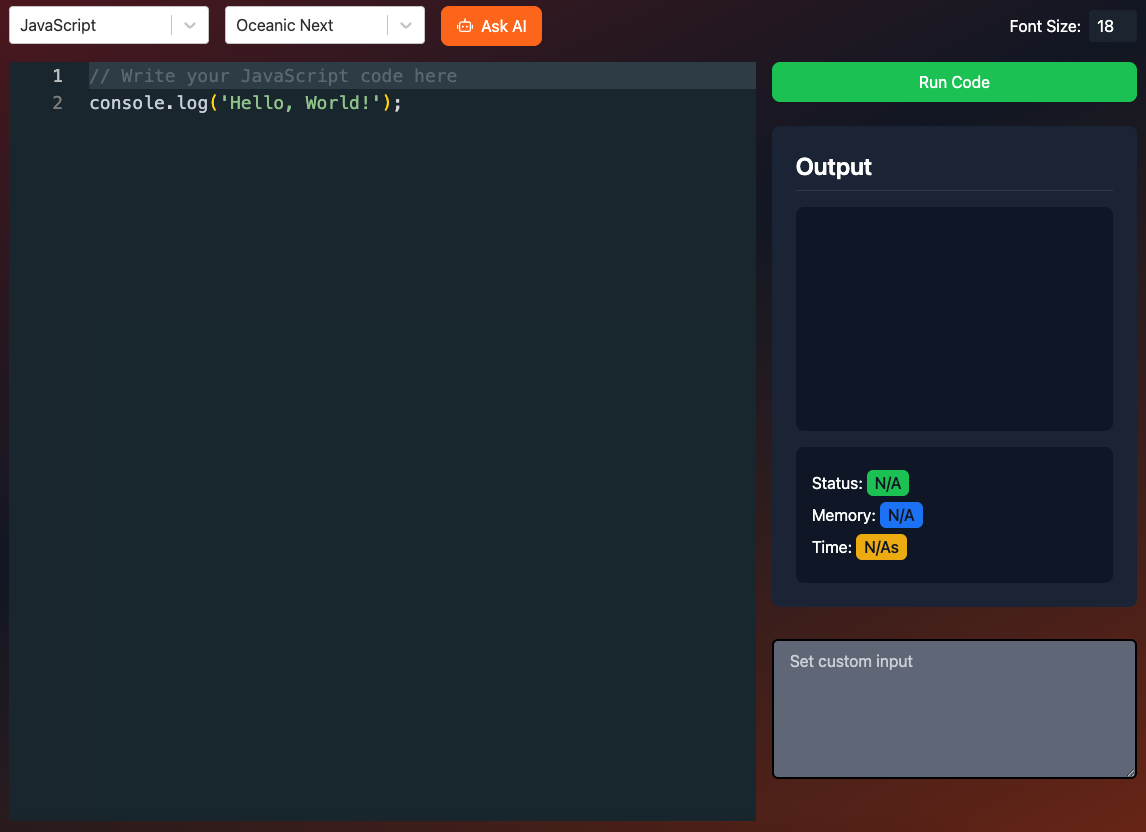 JavaScript
Oceanic Next
Ask AI
Font Size: 18
1 // Write your JavaScript code here
2 console.log('Hello, World!');
Run Code
Output
Status: N/A
Memory: N/A
Time: N/As
Set custom input